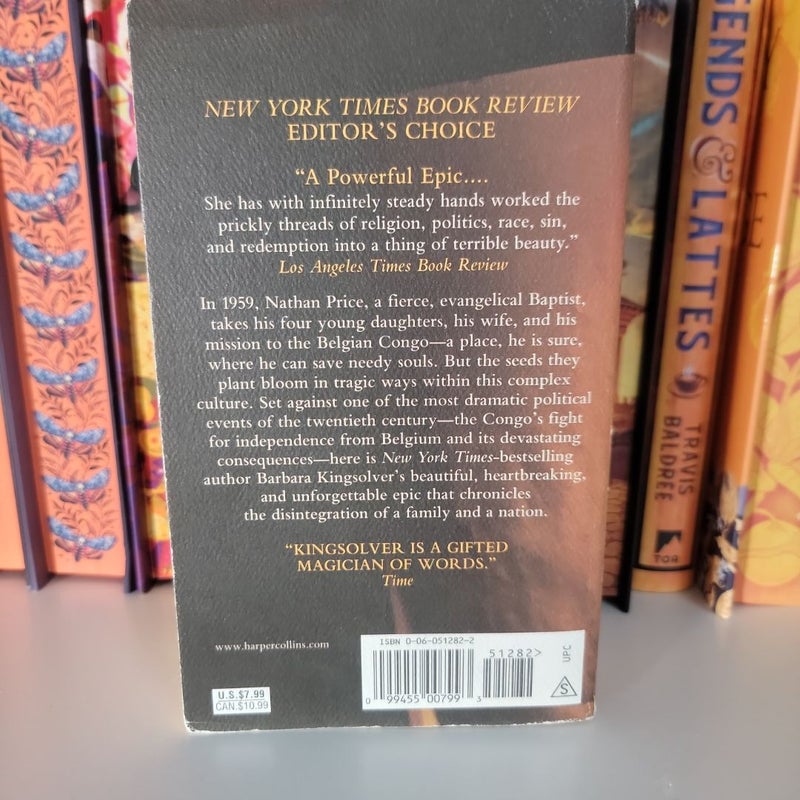 NEW YORK TIMES BOOK REVIEW
EDITOR'S CHOICE
“A Powerful Epic....
She has with infinitely steady hands worked the
prickly threads of religion, politics, race, sin,
and redemption into a thing of terrible beauty.”
Los Angeles Times Book Review
In 1959, Nathan Price, a fierce, evangelical Baptist,
takes his four young daughters, his wife, and his
mission to the Belgian Congo—a place, he is sure,
where he can save needy souls. But the seeds they
plant bloom in tragic ways within this complex
culture. Set against one of the most dramatic political
events of the twentieth century—the Congo's fight
for independence from Belgium and its devastating
consequences—here is New York Times-bestselling
author Barbara Kingsolver's beautiful, heartbreaking,
and unforgettable epic that chronicles
the disintegration of a family and a nation.
“KINGSOLVER IS A GIFTED
MAGICIAN OF WORDS.”
Time
www.harpercollins.com
ISBN 0-06-051282-2
51282>
0 99455 00799 3
UPC
S
U.S.$7.99
CAN.$10.99
GENDS & LATTES
TRAVIS
BALDREE
TOR